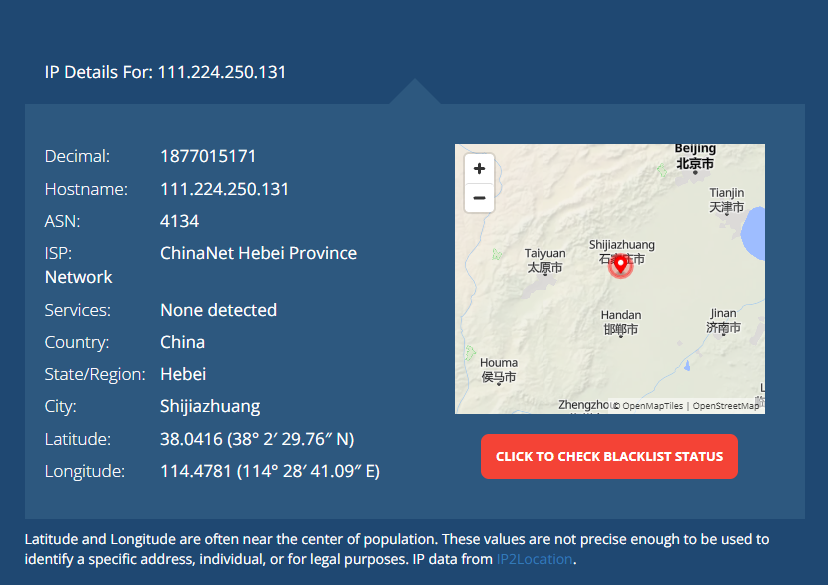 IP Details For: 111.224.250.131
Decimal: 1877015171
Hostname: 111.224.250.131
ASN: 4134
ISP: ChinaNet Hebei Province
Network
Services: None detected
Country: China
State/Region: Hebei
City: Shijiazhuang
Latitude: 38.0416 (38° 2′ 29.76″ N)
Longitude: 114.4781 (114° 28′ 41.09″ E)
+
−
Beijing
北京市
Tianjin
天津市
Shijiazhuang
Taiyuan
太原市
Handan
邯郸市
Jinan
济南市
Houma
侯马市
© OpenMapTiles | OpenStreetMap
CLICK TO CHECK BLACKLIST STATUS
Latitude and Longitude are often near the center of population. These values are not precise enough to be used to
identify a specific address, individual, or for legal purposes. IP data from IP2Location.